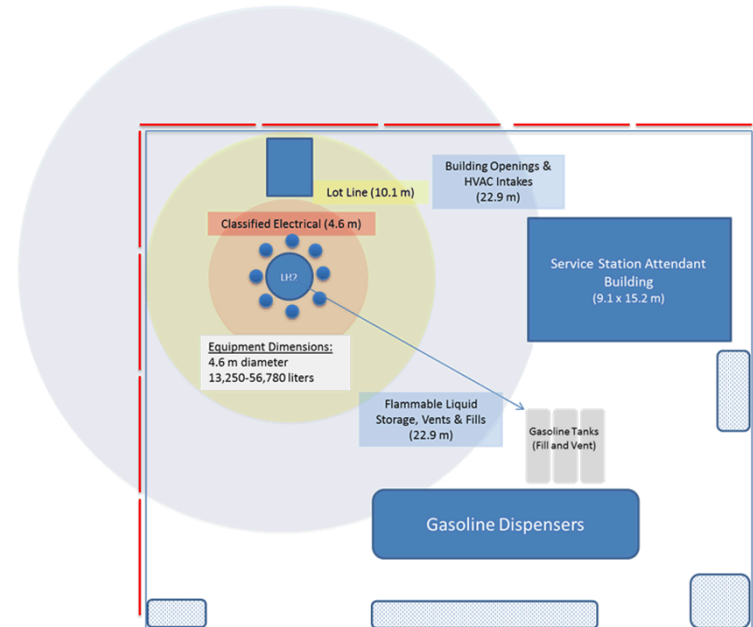 Building Openings &
HVAC Intakes
(22.9 m)
Lot Line (10.1 m)
Classified Electrical (4.6 m)
LH2
Service Station Attendant
Building
(9.1 x 15.2 m)
Equipment Dimensions:
4.6 m diameter
13,250-56,780 liters
Flammable Liquid
Storage, Vents & Fills
(22.9 m)
Gasoline Tanks
(Fill and Vent)
Gasoline Dispensers